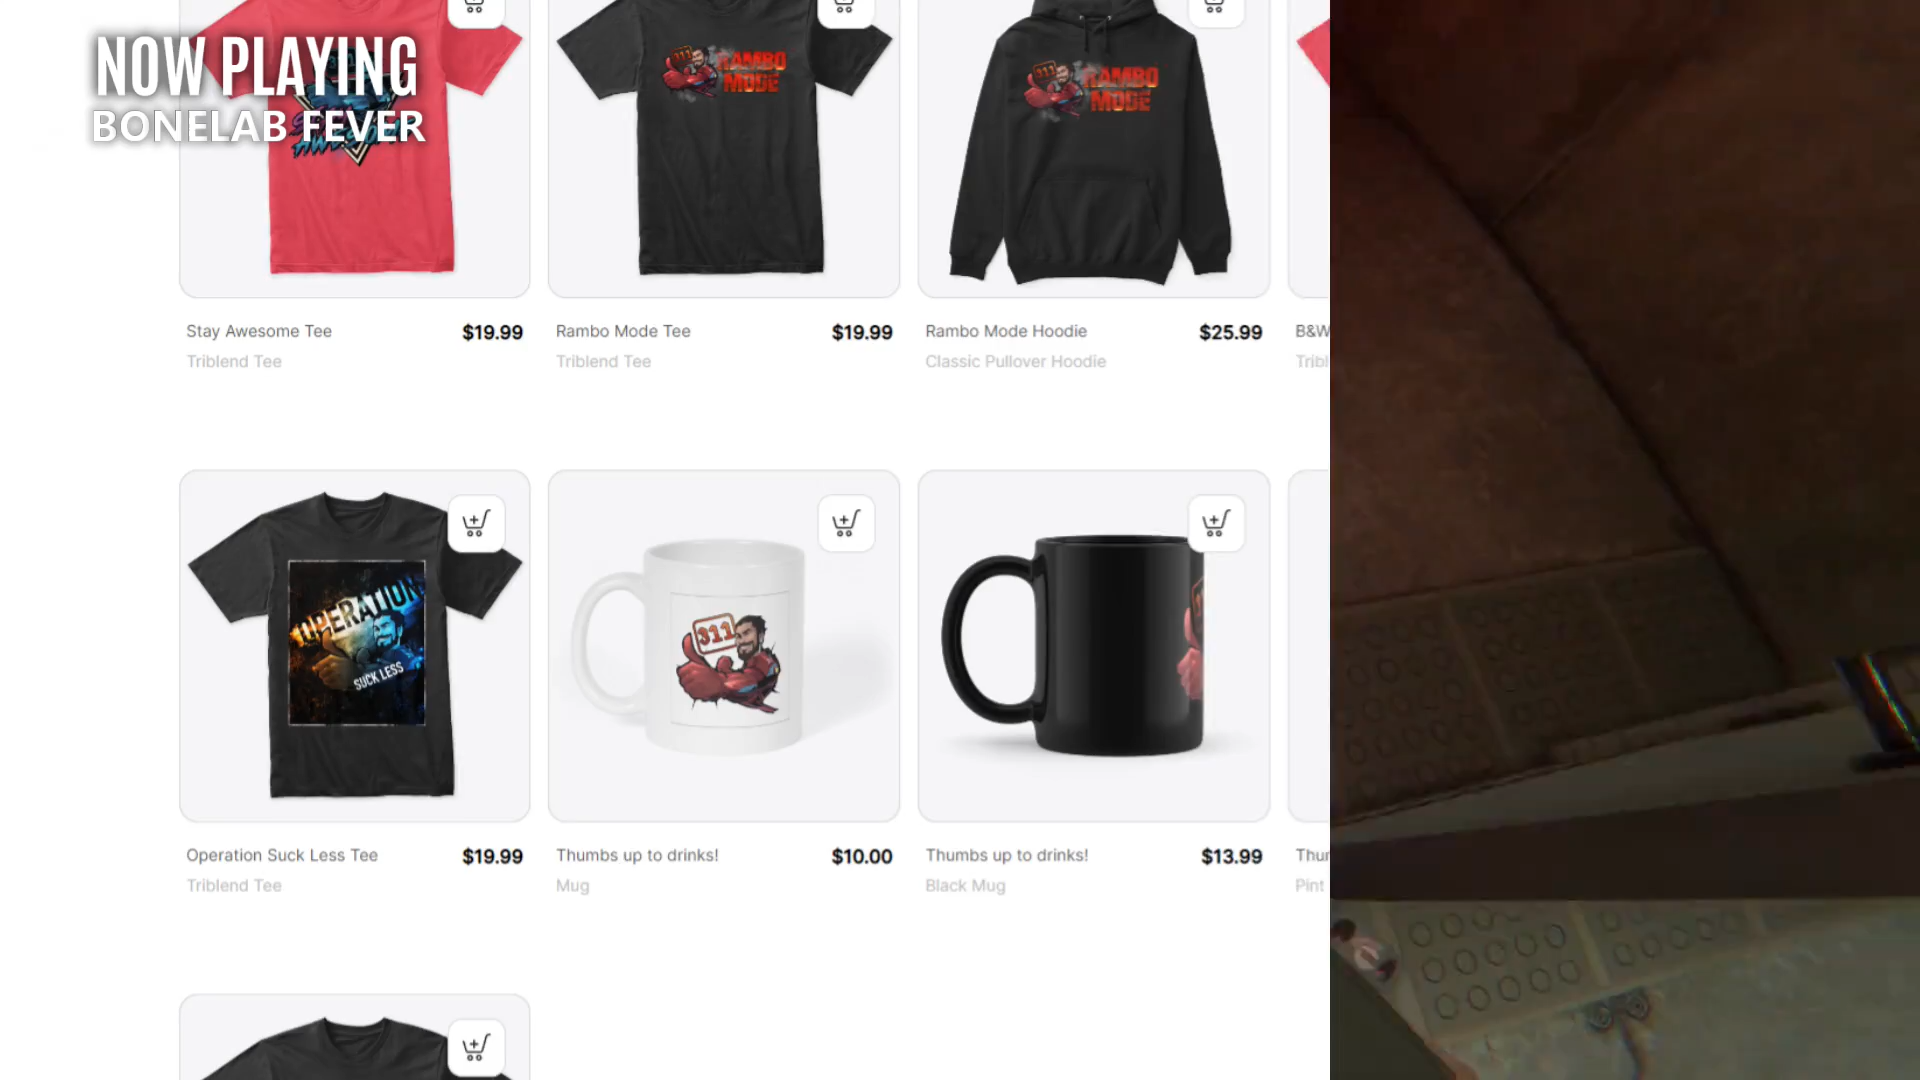 NOW PLAYING
BONELAB FEVER
AWESOME
RAMBO
MODE
311
RAMBO
MODE
Stay Awesome Tee
$19.99
Triblend Tee
Rambo Mode Tee
$19.99
Triblend Tee
Rambo Mode Hoodie
$25.99
Classic Pullover Hoodie
B&W
OPERATION
SUCK LESS
311
Operation Suck Less Tee
$19.99
Triblend Tee
Thumbs up to drinks!
$10.00
Mug
Thumbs up to drinks!
$13.99
Black Mug
Pint